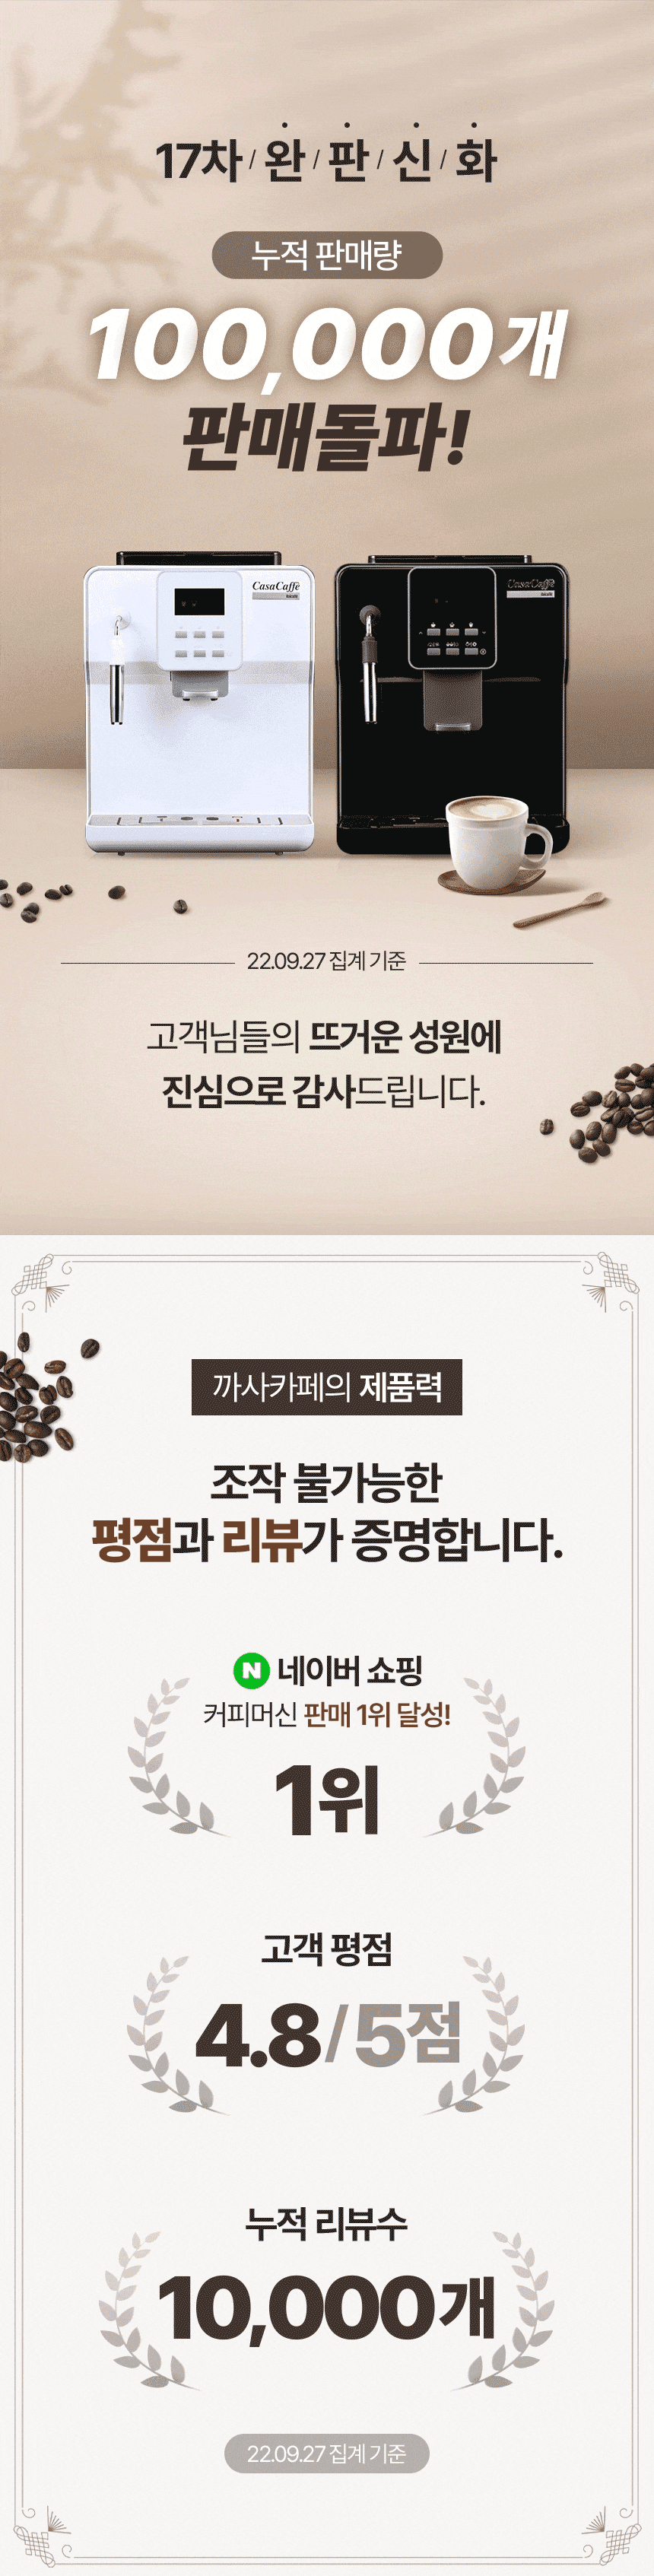 17차/완/판/신/화
누적 판매량
100,000개
판매돌파!
CasaCaffè
CasaCaffè
22.09.27 집계 기준
고객님들의 뜨거운 성원에
진심으로 감사드립니다.
까사카페의 제품력
조작 불가능한
평점과 리뷰가 증명합니다.
N 네이버 쇼핑
커피머신 판매 1위 달성!
1위
고객 평점
4.8/5점
누적 리뷰수
10,000개
22.09.27 집계 기준